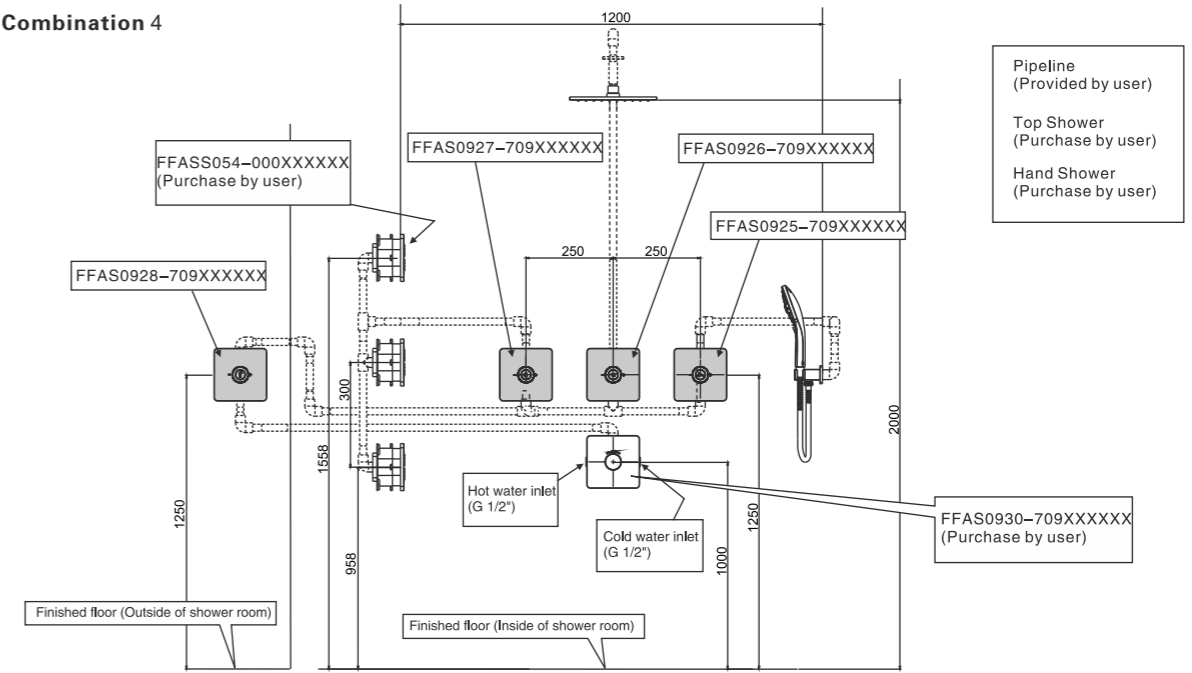 Combination 4
1200
Pipeline
(Provided by user)
Top Shower
(Purchase by user)
Hand Shower
(Purchase by user)
FFASS054-000XXXXXX
(Purchase by user)
FFAS0927-709XXXXXX
FFAS0926-709XXXXXX
FFAS0925-709XXXXXX
FFAS0928-709XXXXXX
250
250
300
2000
1558
1250
958
1000
1250
Hot water inlet
(G 1/2")
Cold water inlet
(G 1/2")
FFAS0930-709XXXXXX
(Purchase by user)
Finished floor (Outside of shower room)
Finished floor (Inside of shower room)